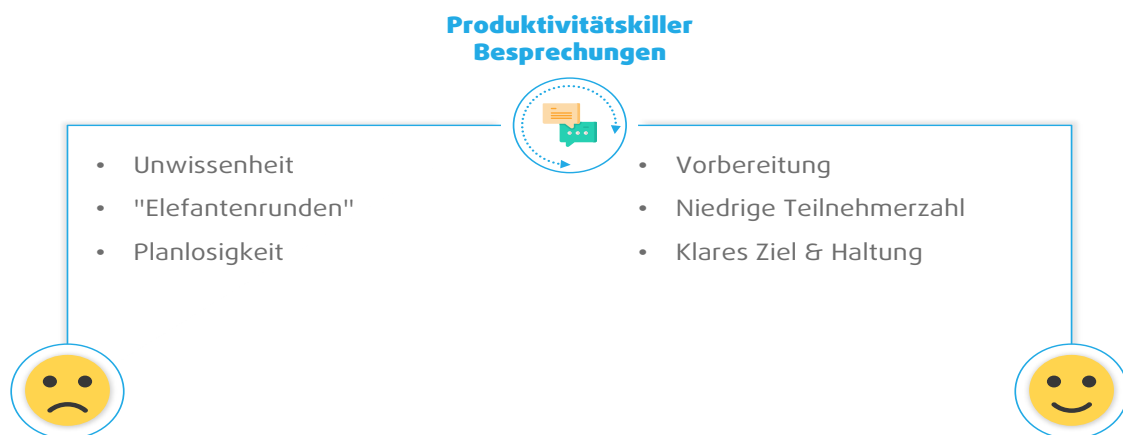 Produktivitätskiller
Besprechungen
• Unwissenheit
• "Elefantenrunden"
• Planlosigkeit
• Vorbereitung
• Niedrige Teilnehmerzahl
• Klares Ziel & Haltung